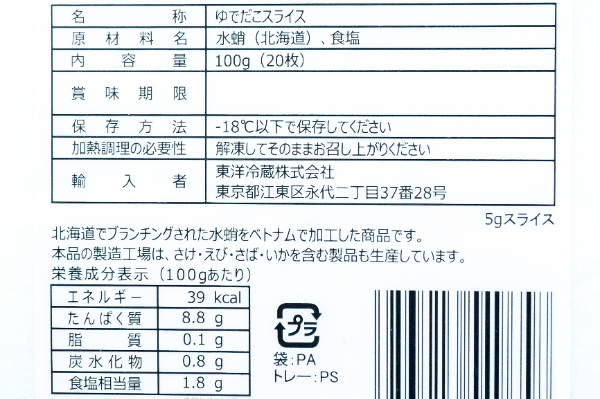 名称 ゆでだこスライス
原材料名 水蛸（北海道）、食塩
内容量 100g（20枚）
賞味期限
保存方法 -18℃以下で保存してください
加熱調理の必要性 解凍してそのままお召し上がりください
輸入者 東洋冷蔵株式会社
東京都江東区永代二丁目37番28号
5gスライス
北海道でブランチングされた水蛸をベトナムで加工した商品です。
本品の製造工場は、さけ・えび・さば・いかを含む製品も生産しています。
栄養成分表示（100gあたり）
エネルギー 39 kcal
たんぱく質 8.8 g
脂質 0.1 g
炭水化物 0.8 g
食塩相当量 1.8 g
プラ
袋:PA
トレー:PS